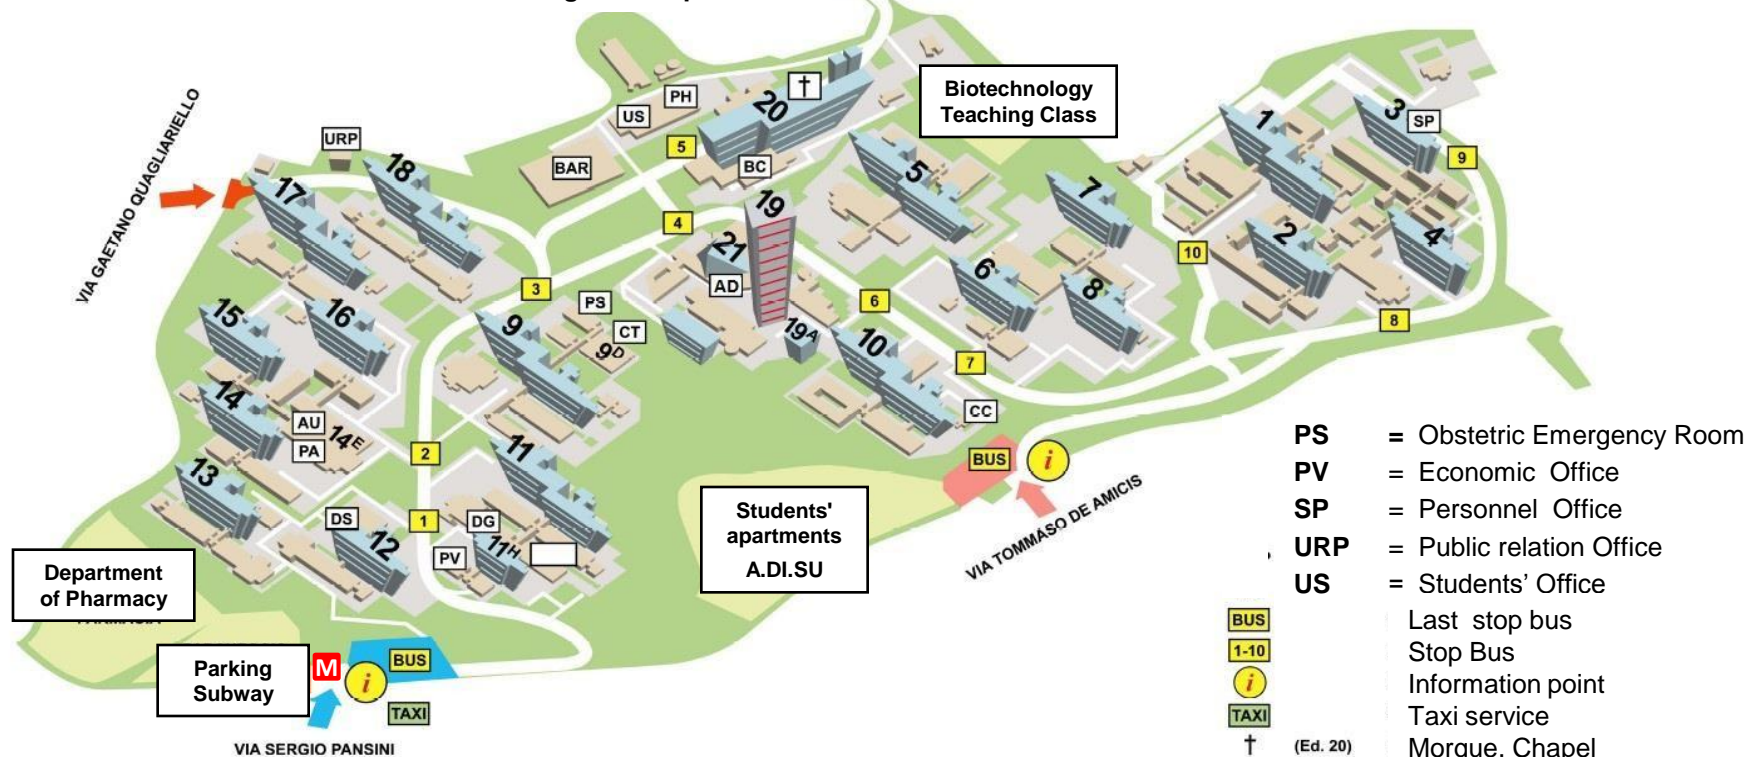 VIA GAETANO QUAGLIARIELLO
URP
PH
US
BAR
5
20
†
BC
Biotechnology
Teaching Class
1
3
SP
9
18
17
4
19
21
AD
5
7
2
4
10
3
PS
CT
9D
9
6
19A
6
8
8
15
16
10
7
CC
14
AU
14E
PA
2
11
BUS
i
VIA TOMMÁSO DE AMICIS
13
DS
12
1
DG
11H
PV
Students'
apartments
A.DI.SU
Department
of Pharmacy
Parking
Subway
M
i
BUS
TAXI
VIA SERGIO PANSINI
PS = Obstetric Emergency Room
PV = Economic Office
SP = Personnel Office
URP = Public relation Office
US = Students’ Office
BUS Last stop bus
1-10 Stop Bus
i Information point
TAXI Taxi service
† (Ed. 20) Morgue, Chapel